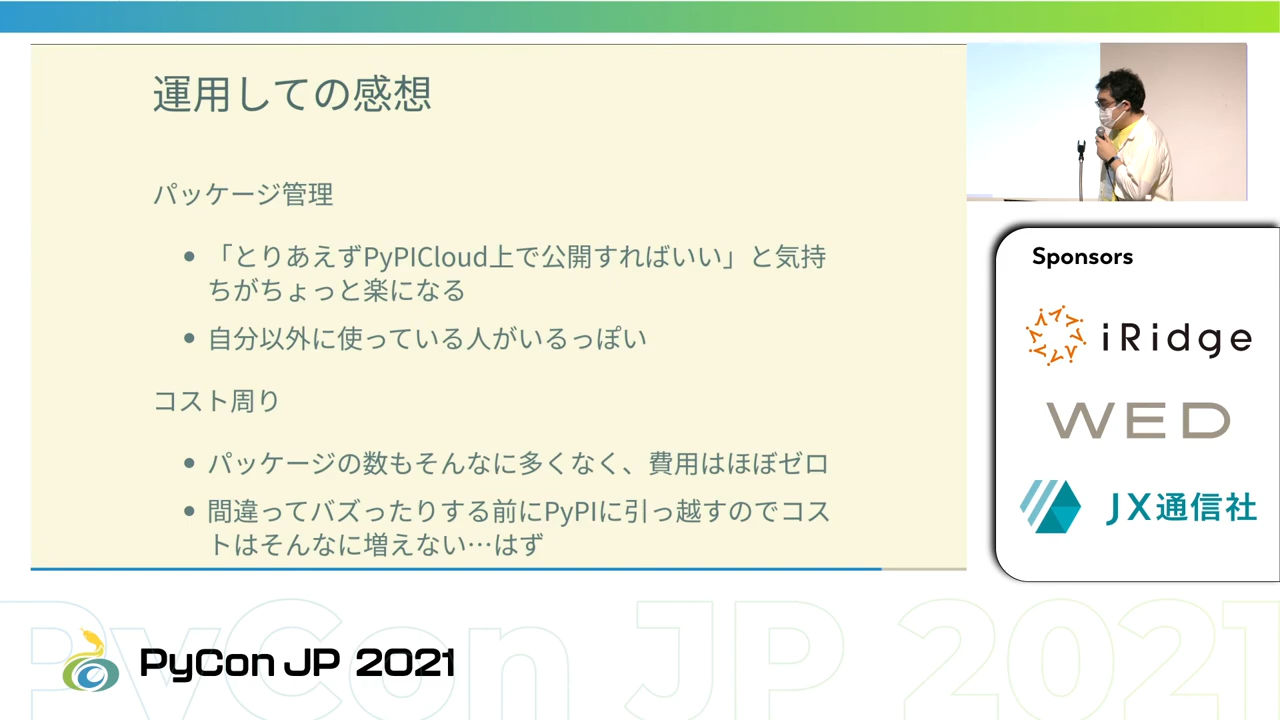 運用しての感想
パッケージ管理
• 「とりあえずPyPICloud上で公開すればいい」と気持
ちがちょっと楽になる
• 自分以外に使っている人がいるっぽい
コスト周り
• パッケージの数もそんなに多くなく、費用はほぼゼロ
• 間違ってバズったりする前にPyPIに引っ越すのでコス
トはそんなに増えない…はず
Sponsors
iRidge
WED
JX通信社
PyCon JP 2021
PyCon JP 2021